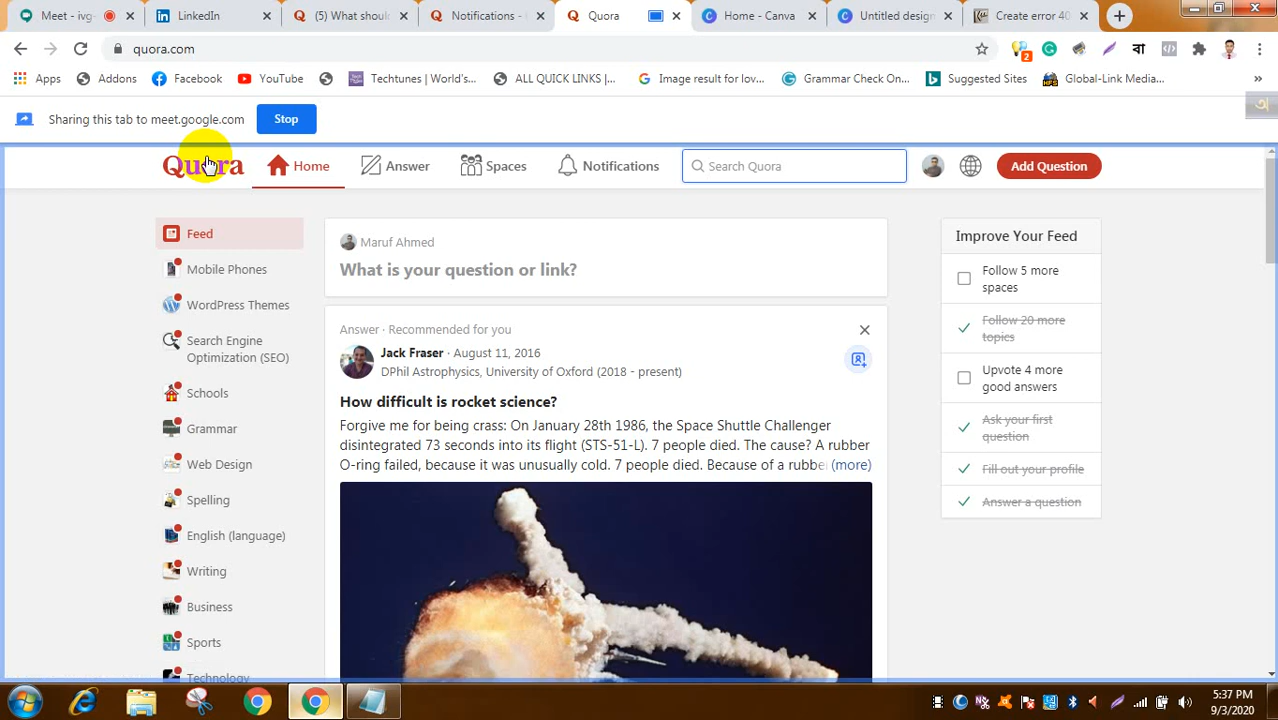 Meet - ivg-
LinkedIn
(5) What shoul
Notifications -
Quora
Home – Canva
Untitled desig
Create error 40
quora.com
2
বা
Apps
Addons
Facebook
YouTube
Techtunes | World's...
ALL QUICK LINKS |...
Image result for lov...
Grammar Check On...
Suggested Sites
Global-Link Media...
Sharing this tab to meet.google.com
Stop
অ
Quora
Home
Answer
Spaces
Notifications
Search Quora
Add Question
Feed
Mobile Phones
WordPress Themes
Search Engine
Optimization (SEO)
Schools
Grammar
Web Design
Spelling
English (language)
Writing
Business
Sports
Technology
Maruf Ahmed
What is your question or link?
Answer · Recommended for you
Jack Fraser · August 11, 2016
DPhil Astrophysics, University of Oxford (2018 - present)
How difficult is rocket science?
Forgive me for being crass: On January 28th 1986, the Space Shuttle Challenger
disintegrated 73 seconds into its flight (STS-51-L). 7 people died. The cause? A rubber
O-ring failed, because it was unusually cold. 7 people died. Because of a rubbe (more)
Improve Your Feed
Follow 5 more
spaces
Follow 20 more
topics
Upvote 4 more
good answers
Ask your first
question
Fill out your profile
Answer a question
5:37 PM
9/3/2020